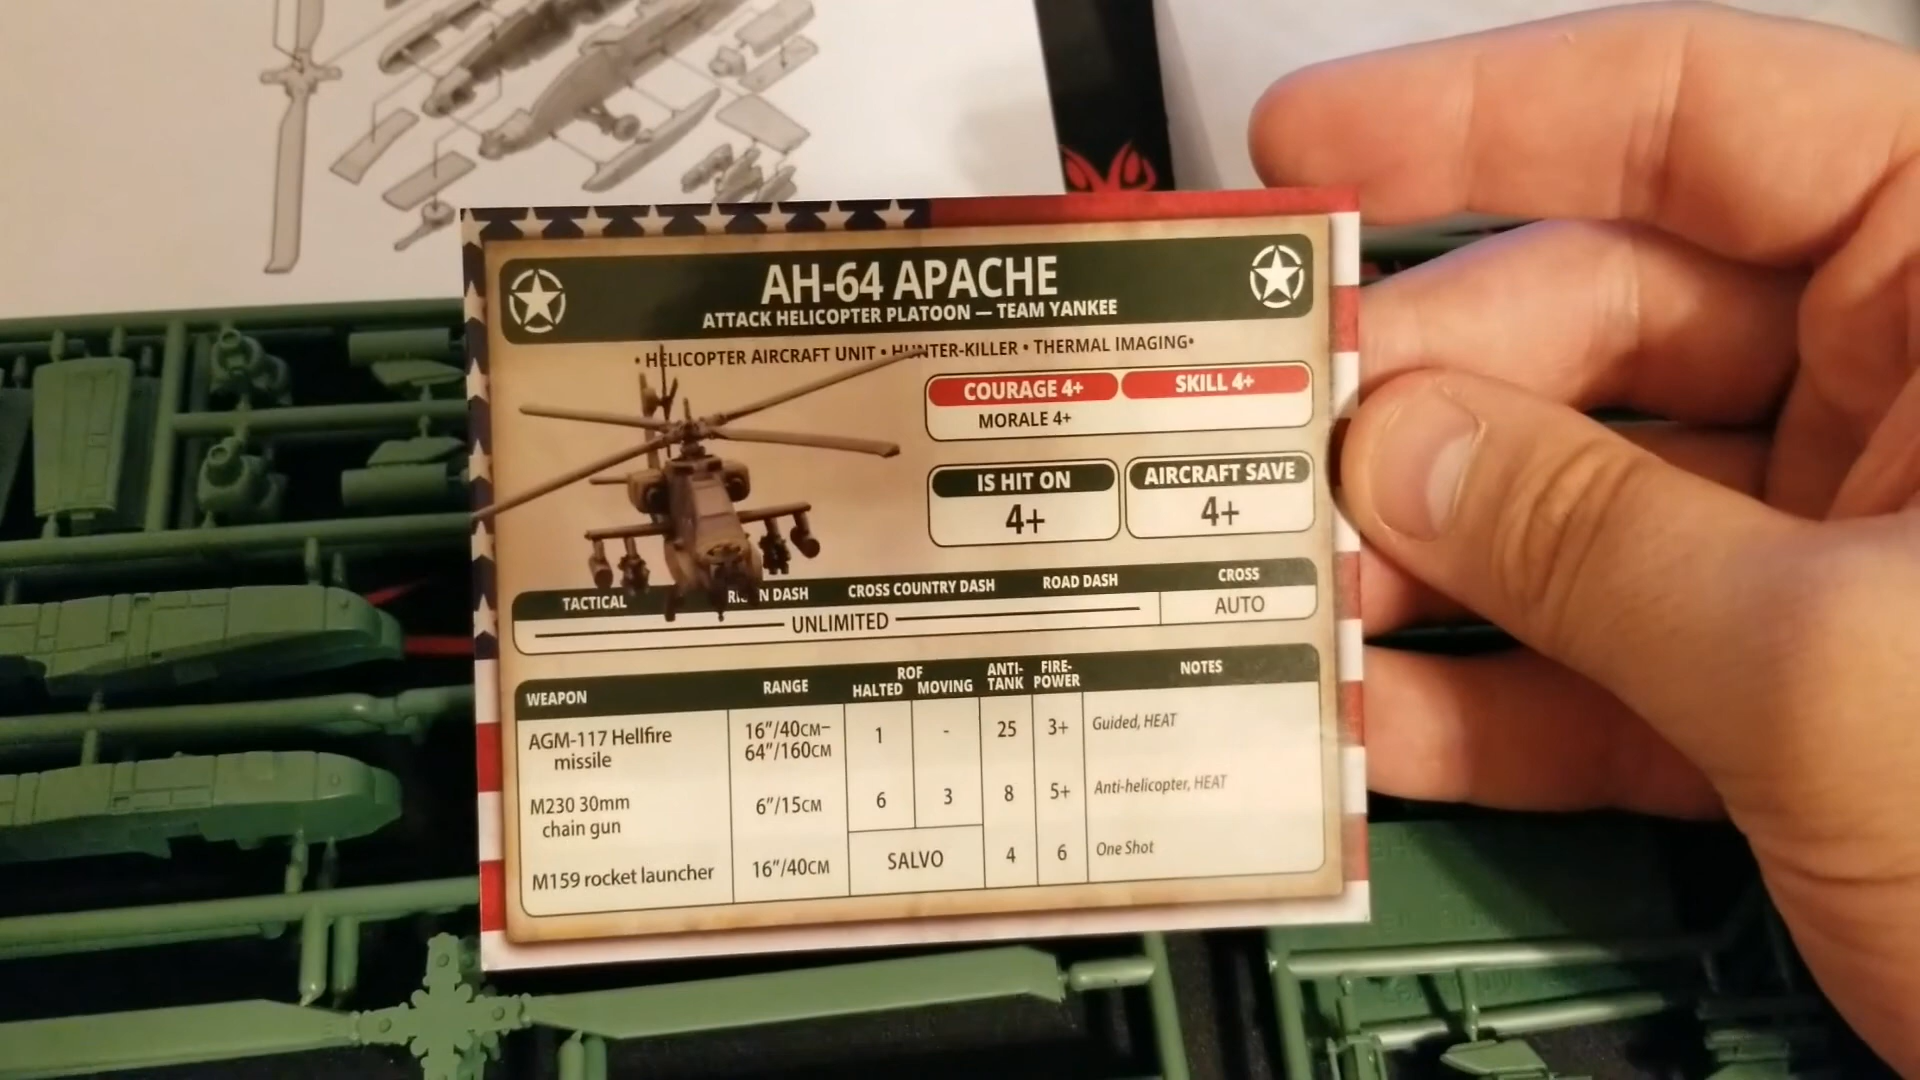 AH-64 APACHE
ATTACK HELICOPTER PLATOON — TEAM YANKEE
• HELICOPTER AIRCRAFT UNIT • HUNTER-KILLER • THERMAL IMAGING•
COURAGE 4+ SKILL 4+
MORALE 4+
IS HIT ON AIRCRAFT SAVE
4+ 4+
TACTICAL DASH CROSS COUNTRY DASH ROAD DASH CROSS
UNLIMITED AUTO
WEAPON RANGE ROF HALTED MOVING ANTI-TANK FIRE-POWER NOTES
AGM-117 Hellfire missile 16"/40CM–64"/160CM 1 - 25 3+ Guided, HEAT
M230 30mm chain gun 6"/15CM 6 3 8 5+ Anti-helicopter, HEAT
M159 rocket launcher 16"/40CM SALVO 4 6 One Shot